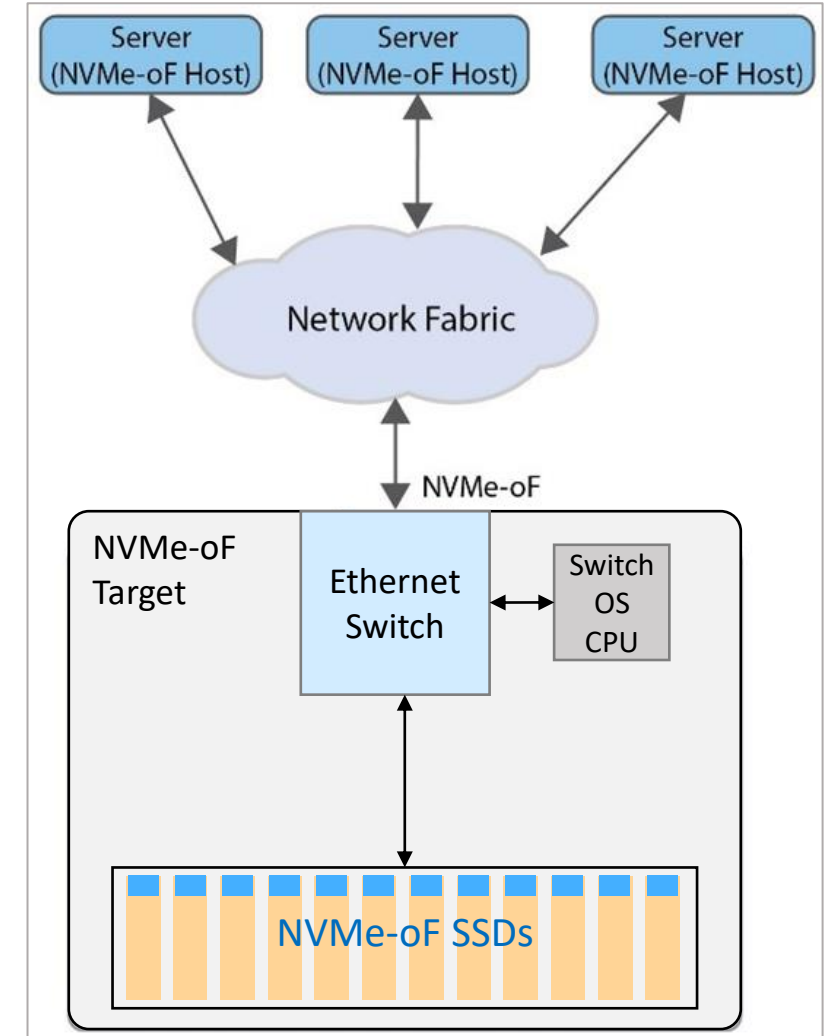 Server
(NVMe-oF Host)
Server
(NVMe-oF Host)
Server
(NVMe-oF Host)
Network Fabric
NVMe-oF
NVMe-oF
Target
Ethernet
Switch
Switch
OS
CPU
NVMe-oF SSDs